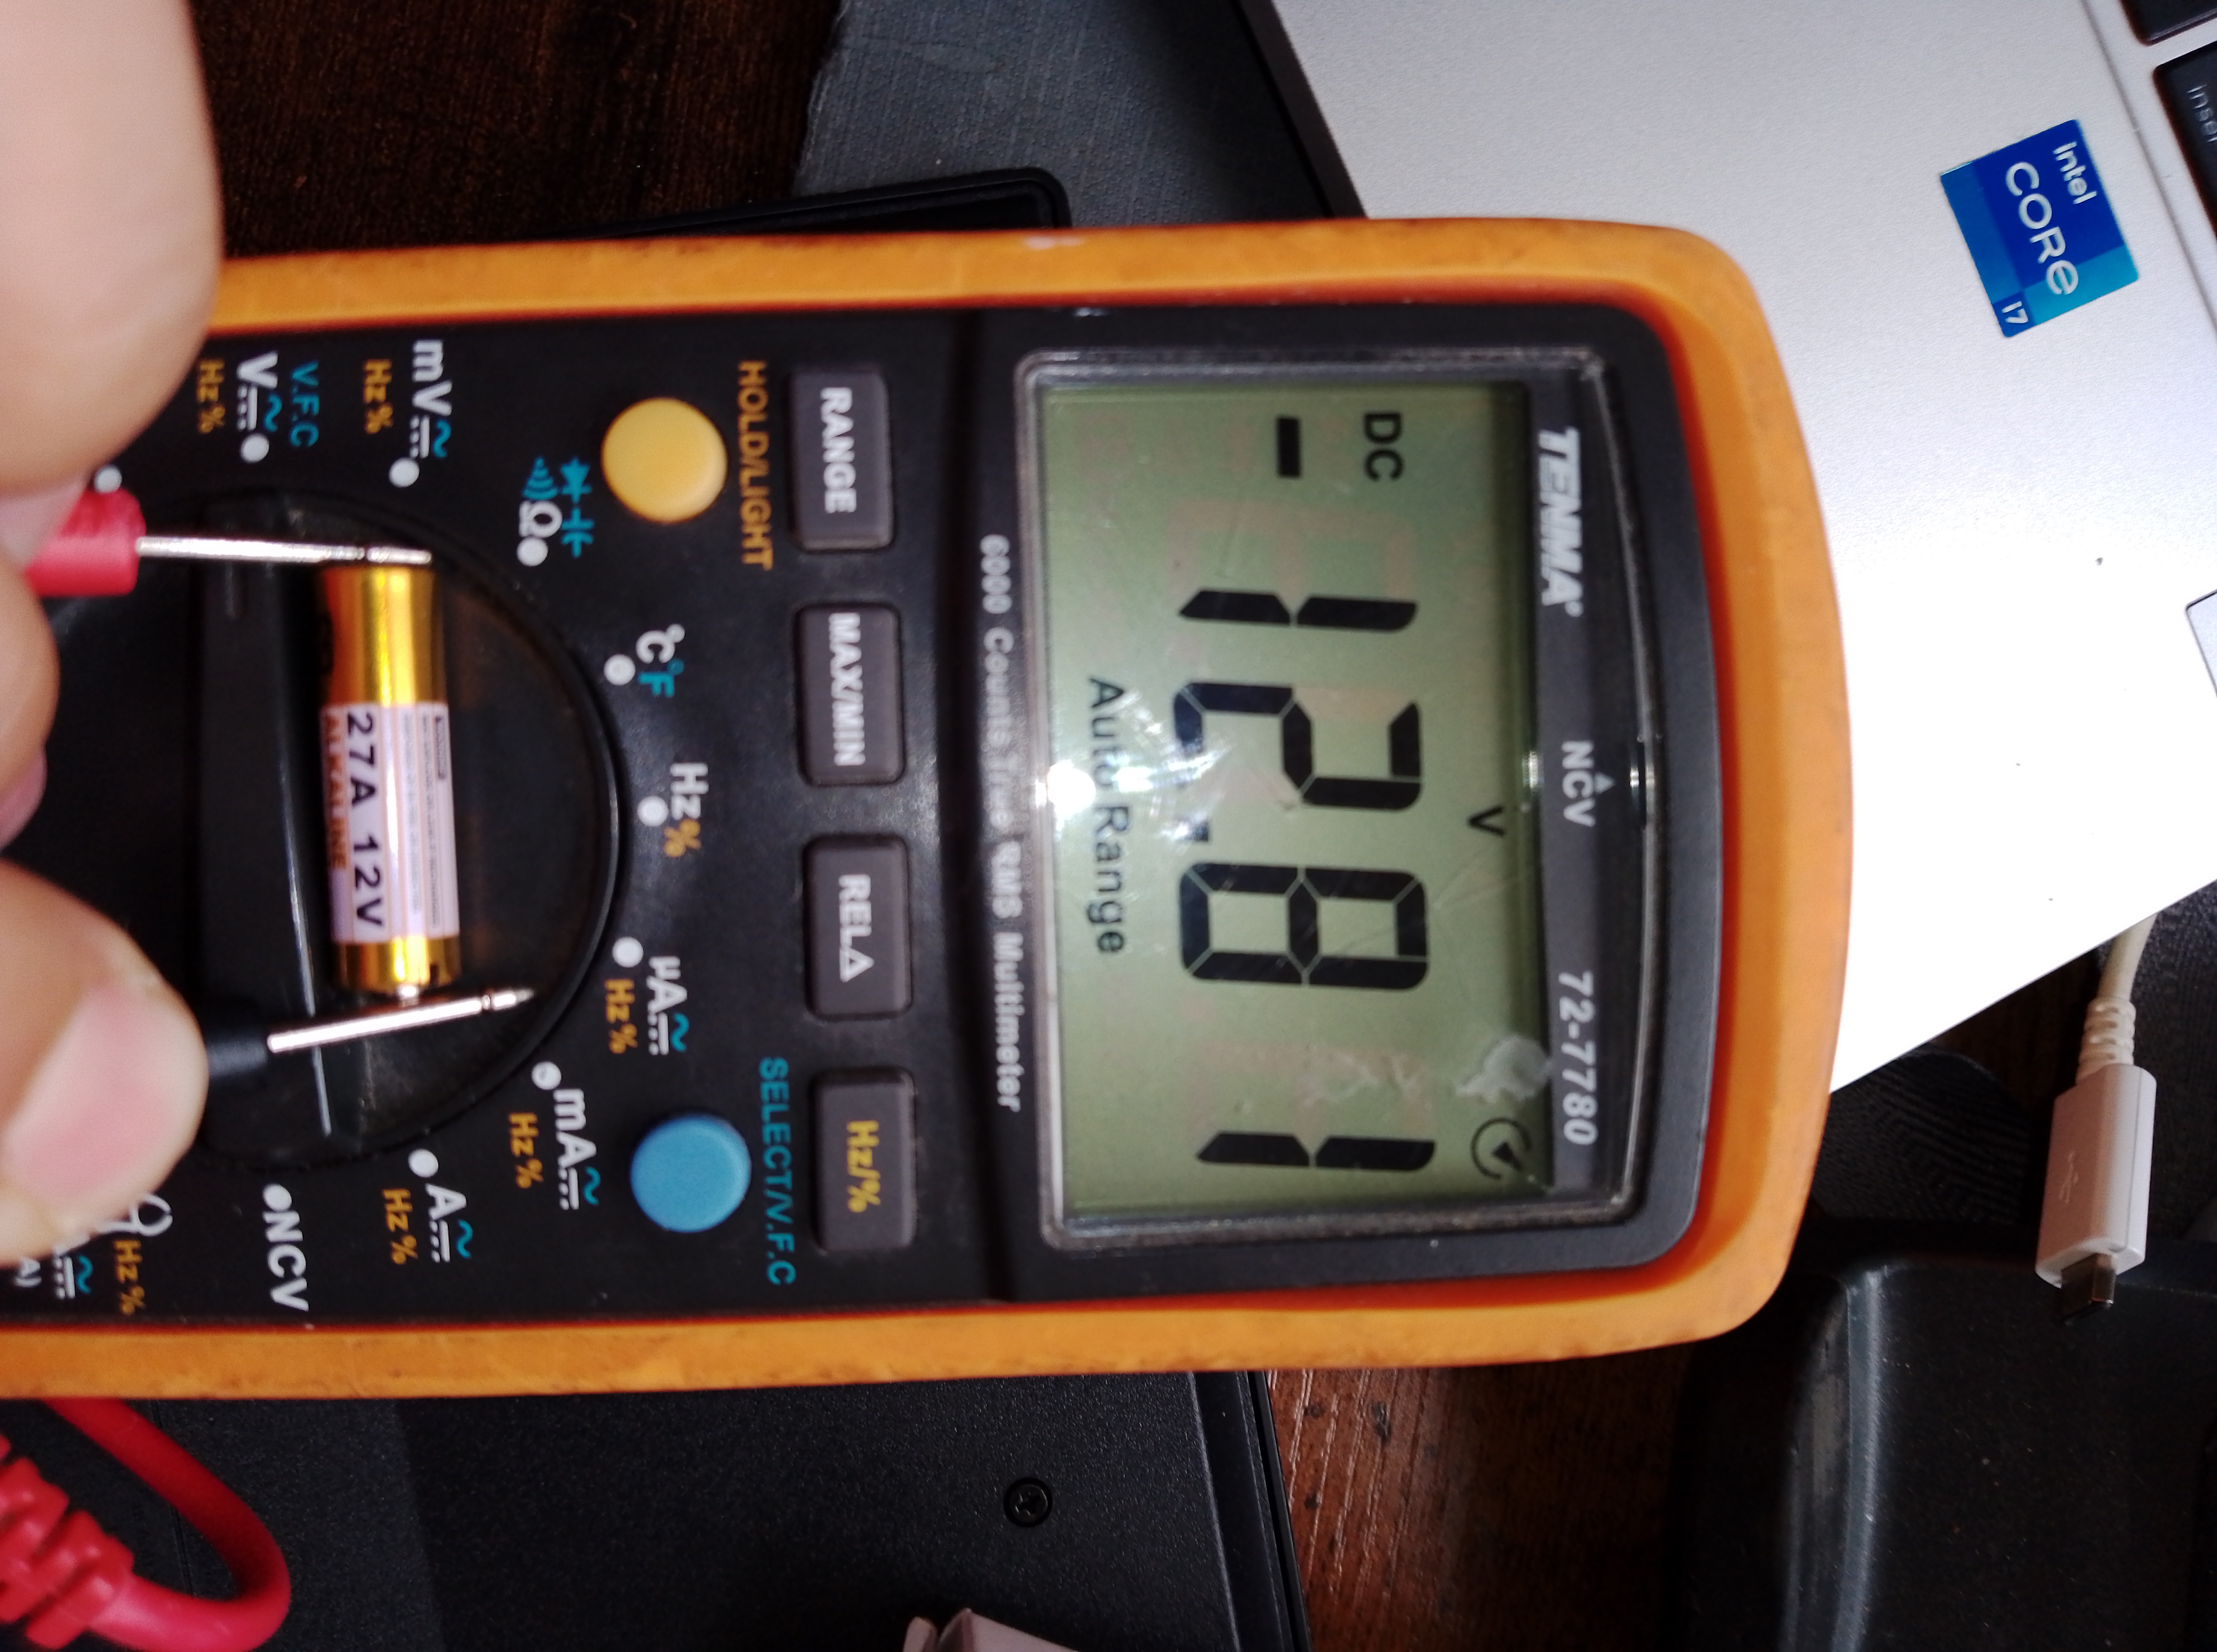 inser
intel
CORE
i7
TENMA®
NCV
72-7780
V
DC
-12.81
Auto Range
6000 Counts True RMS Multimeter
RANGE
MAX/MIN
REL△
Hz/%
HOLD/LIGHT
SELECT/V.F.C
°C°F
Hz%
µA
Hz%
Ω
mA
Hz%
mV
Hz%
A
Hz%
27A 12V
ALKALINE
V.F.C
V
Hz%
NCV
Hz%
A)